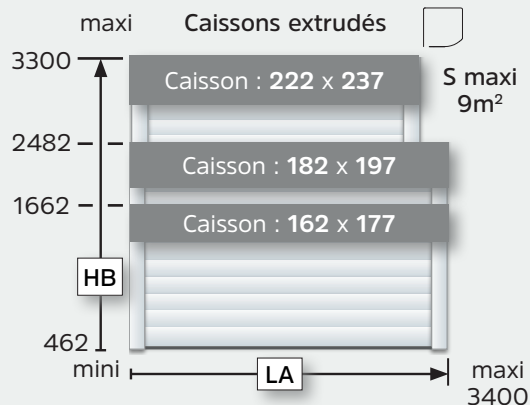 maxi
Caissons extrudés
3300
Caisson : 222 x 237
S maxi
9m²
2482
Caisson : 182 x 197
1662
Caisson : 162 x 177
HB
462
mini
LA
maxi
3400